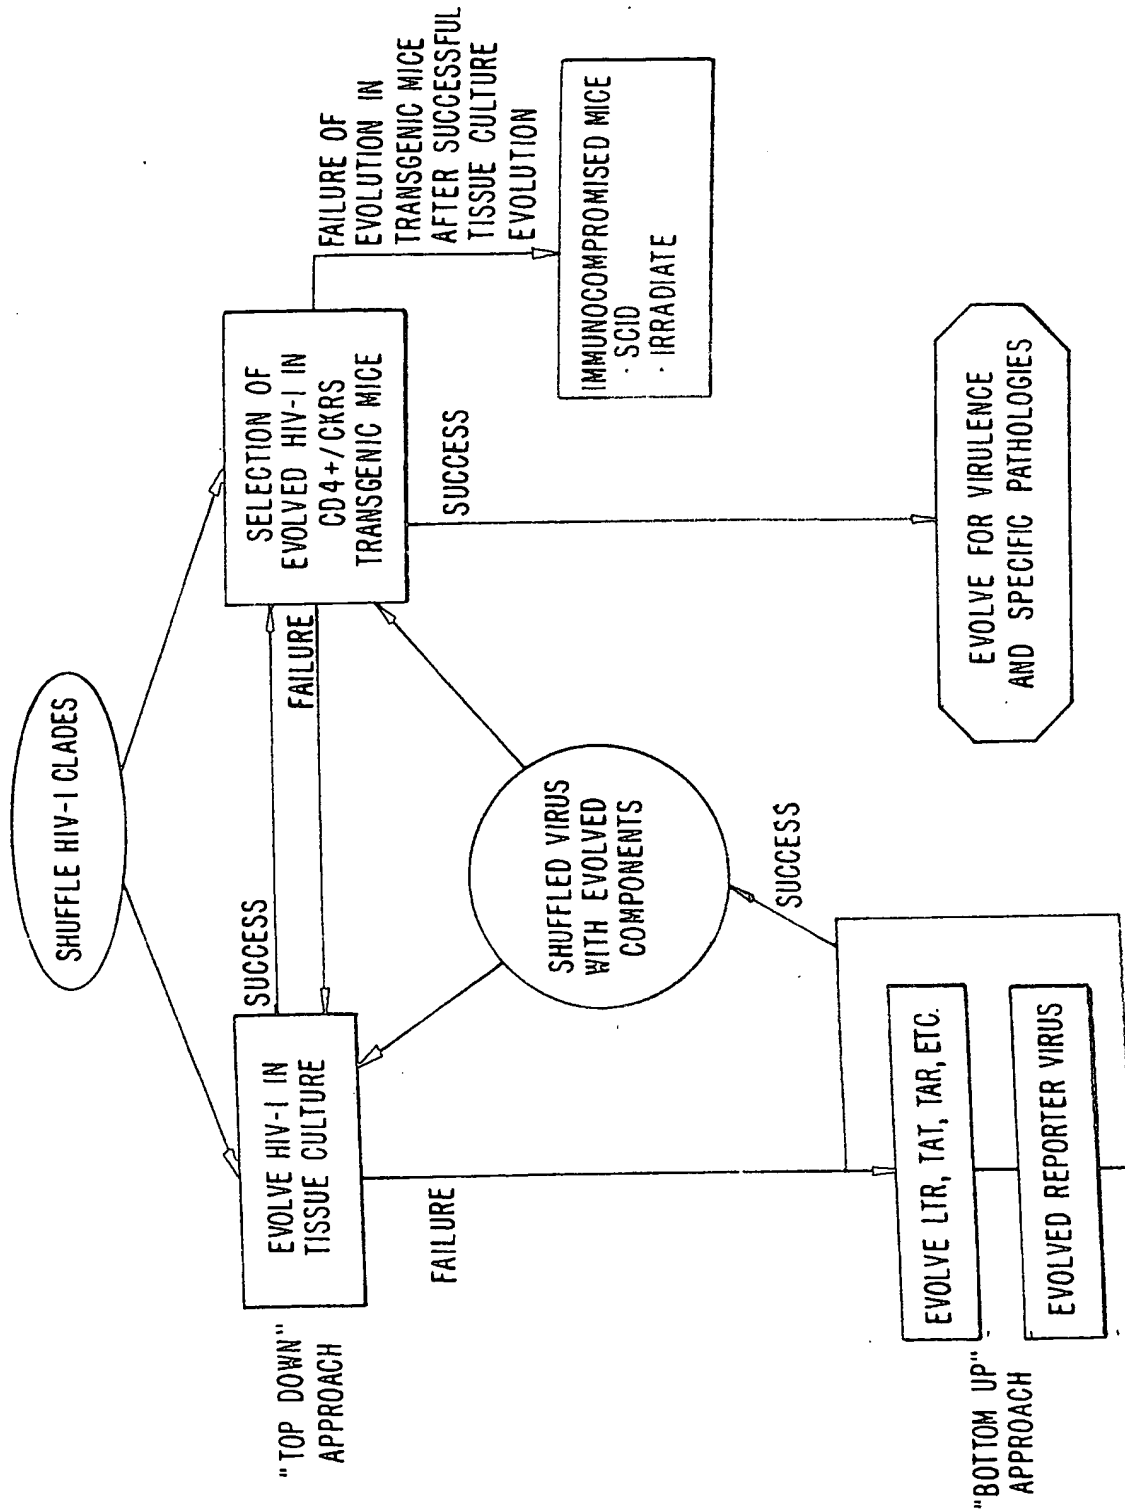 SHUFFLE HIV-1 CLADES
"TOP DOWN"
APPROACH
EVOLVE HIV-1 IN
TISSUE CULTURE
SUCCESS
FAILURE
SELECTION OF
EVOLVED HIV-1 IN
CD4+/CKRS
TRANSGENIC MICE
FAILURE OF
EVOLUTION IN
TRANSGENIC MICE
AFTER SUCCESSFUL
TISSUE CULTURE
EVOLUTION
IMMUNOCOMPROMISED MICE
· SCID
· IRRADIATE
FAILURE
SHUFFLED VIRUS
WITH EVOLVED
COMPONENTS
SUCCESS
SUCCESS
"BOTTOM UP"
APPROACH
EVOLVE LTR, TAT, TAR, ETC.
EVOLVED REPORTER VIRUS
EVOLVE FOR VIRULENCE
AND SPECIFIC PATHOLOGIES